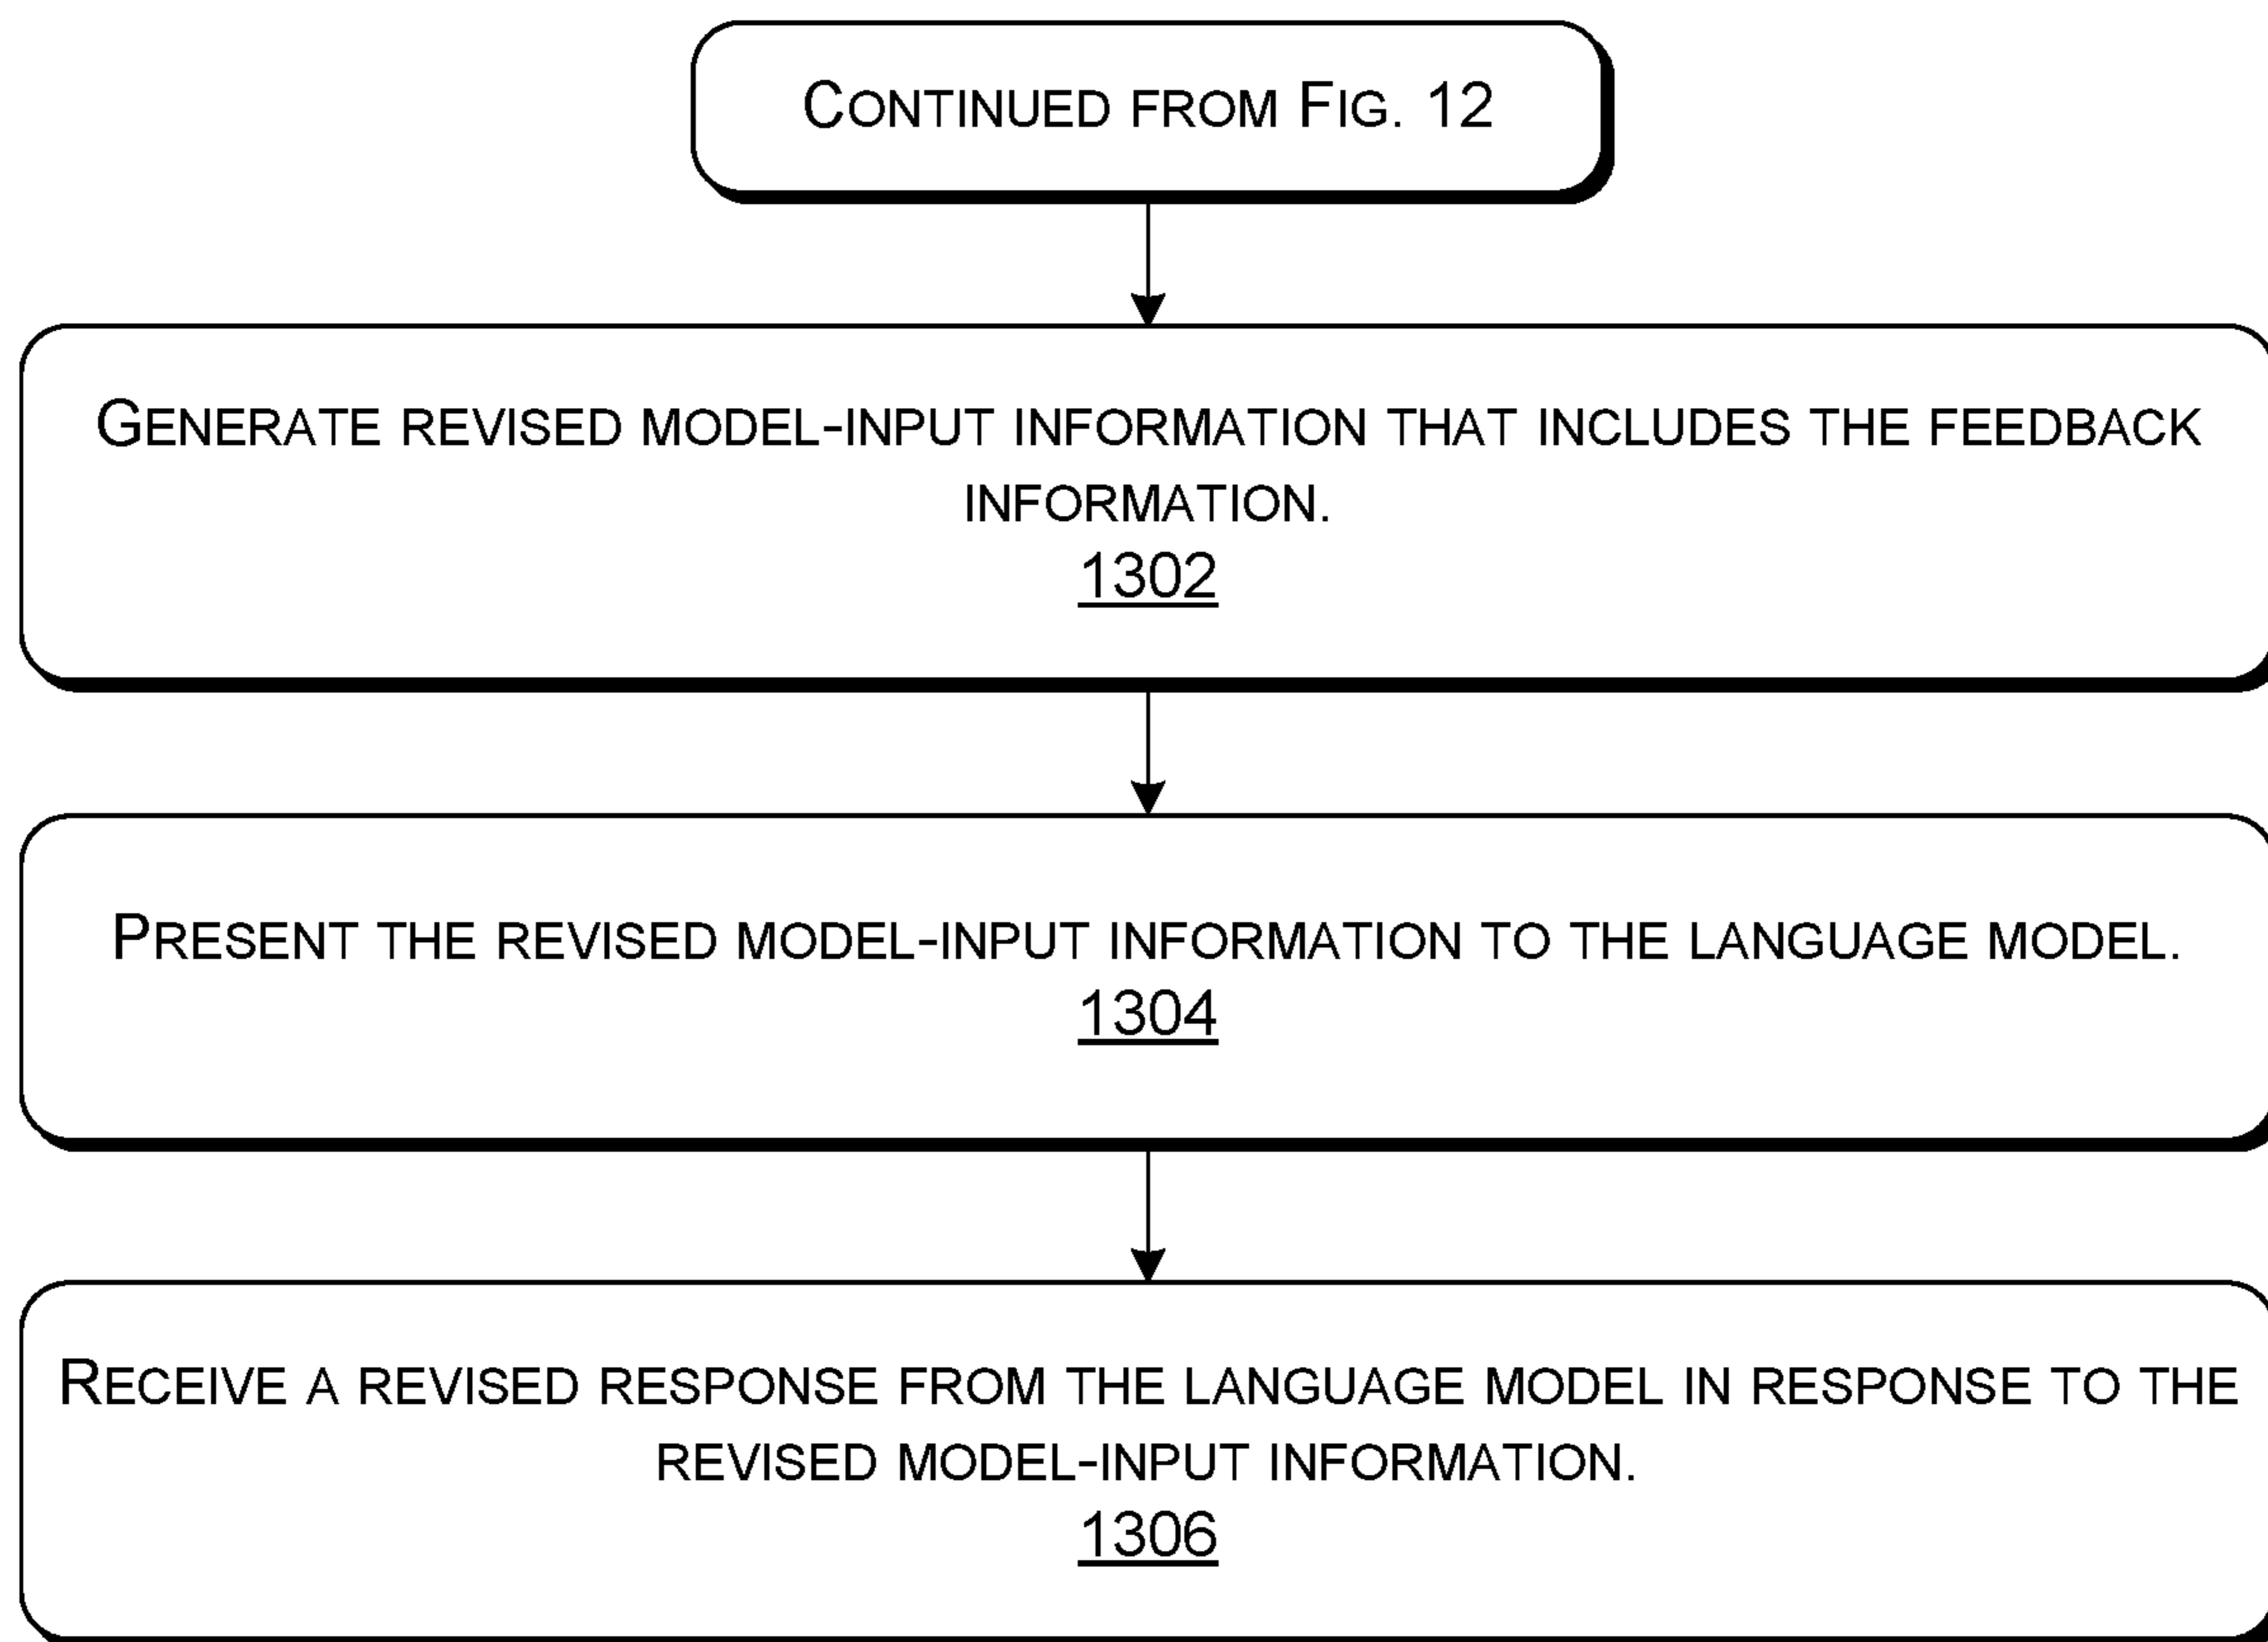 CONTINUED FROM FIG. 12
GENERATE REVISED MODEL-INPUT INFORMATION THAT INCLUDES THE FEEDBACK
INFORMATION.
1302
PRESENT THE REVISED MODEL-INPUT INFORMATION TO THE LANGUAGE MODEL.
1304
RECEIVE A REVISED RESPONSE FROM THE LANGUAGE MODEL IN RESPONSE TO THE
REVISED MODEL-INPUT INFORMATION.
1306